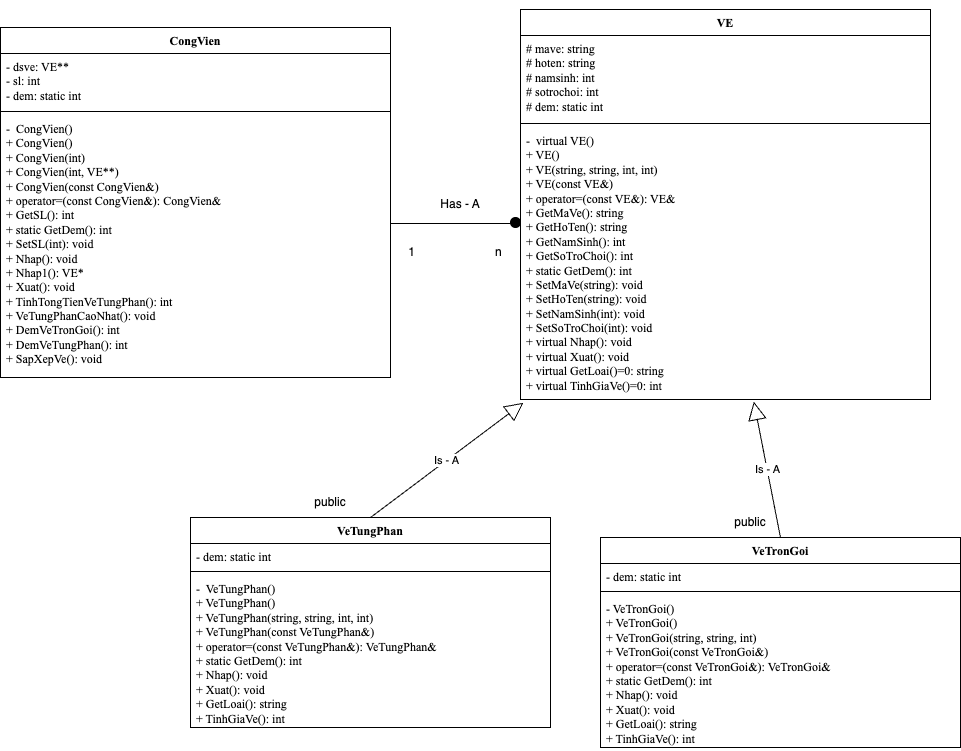 CongVien
- dsve: VE**
- sl: int
- dem: static int
-  CongVien()
+ CongVien()
+ CongVien(int)
+ CongVien(int, VE**)
+ CongVien(const CongVien&)
+ operator=(const CongVien&): CongVien&
+ GetSL(): int
+ static GetDem(): int
+ SetSL(int): void
+ Nhap(): void
+ Nhap1(): VE*
+ Xuat(): void
+ TinhTongTienVeTungPhan(): int
+ VeTungPhanCaoNhat(): void
+ DemVeTronGoi(): int
+ DemVeTungPhan(): int
+ SapXepVe(): void
Has - A
1
n
VE
# mave: string
# hoten: string
# namsinh: int
# sotrochoi: int
# dem: static int
-  virtual VE()
+ VE()
+ VE(string, string, int, int)
+ VE(const VE&)
+ operator=(const VE&): VE&
+ GetMaVe(): string
+ GetHoTen(): string
+ GetNamSinh(): int
+ GetSoTroChoi(): int
+ static GetDem(): int
+ SetMaVe(string): void
+ SetHoTen(string): void
+ SetNamSinh(int): void
+ SetSoTroChoi(int): void
+ virtual Nhap(): void
+ virtual Xuat(): void
+ virtual GetLoai()=0: string
+ virtual TinhGiaVe()=0: int
Is - A
public
VeTungPhan
- dem: static int
-  VeTungPhan()
+ VeTungPhan()
+ VeTungPhan(string, string, int, int)
+ VeTungPhan(const VeTungPhan&)
+ operator=(const VeTungPhan&): VeTungPhan&
+ static GetDem(): int
+ Nhap(): void
+ Xuat(): void
+ GetLoai(): string
+ TinhGiaVe(): int
Is - A
public
VeTronGoi
- dem: static int
- VeTronGoi()
+ VeTronGoi()
+ VeTronGoi(string, string, int)
+ VeTronGoi(const VeTronGoi&)
+ operator=(const VeTronGoi&): VeTronGoi&
+ static GetDem(): int
+ Nhap(): void
+ Xuat(): void
+ GetLoai(): string
+ TinhGiaVe(): int